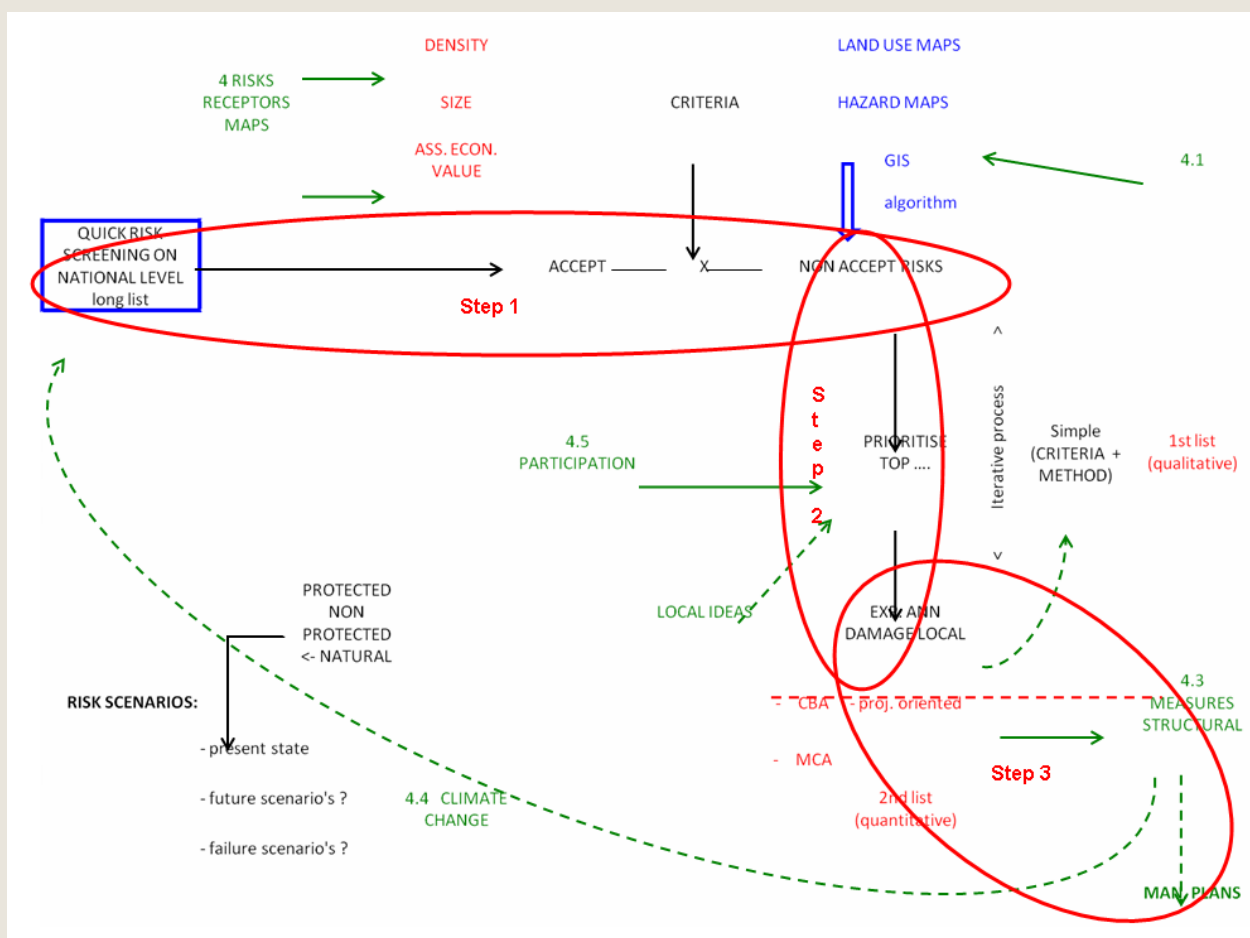 DENSITY
LAND USE MAPS
4 RISKS
RECEPTORS
MAPS
SIZE
CRITERIA
HAZARD MAPS
ASS. ECON.
VALUE
GIS
algorithm
4.1
QUICK RISK
SCREENING ON
NATIONAL LEVEL
long list
ACCEPT ______ X______ NON ACCEPT RISKS
Step 1
Step 2
4.5
PARTICIPATION
PRIORITISE
TOP ....
< Iterative process >
Simple
(CRITERIA +
METHOD)
1st list
(qualitative)
PROTECTED
NON
PROTECTED
<- NATURAL
LOCAL IDEAS
EXP. ANN
DAMAGE LOCAL
RISK SCENARIOS:
- present state
- future scenario's ?
- failure scenario's ?
4.4 CLIMATE
CHANGE
- CBA - proj. oriented
- MCA
2nd list
(quantitative)
Step 3
4.3
MEASURES
STRUCTURAL
MAN. PLANS